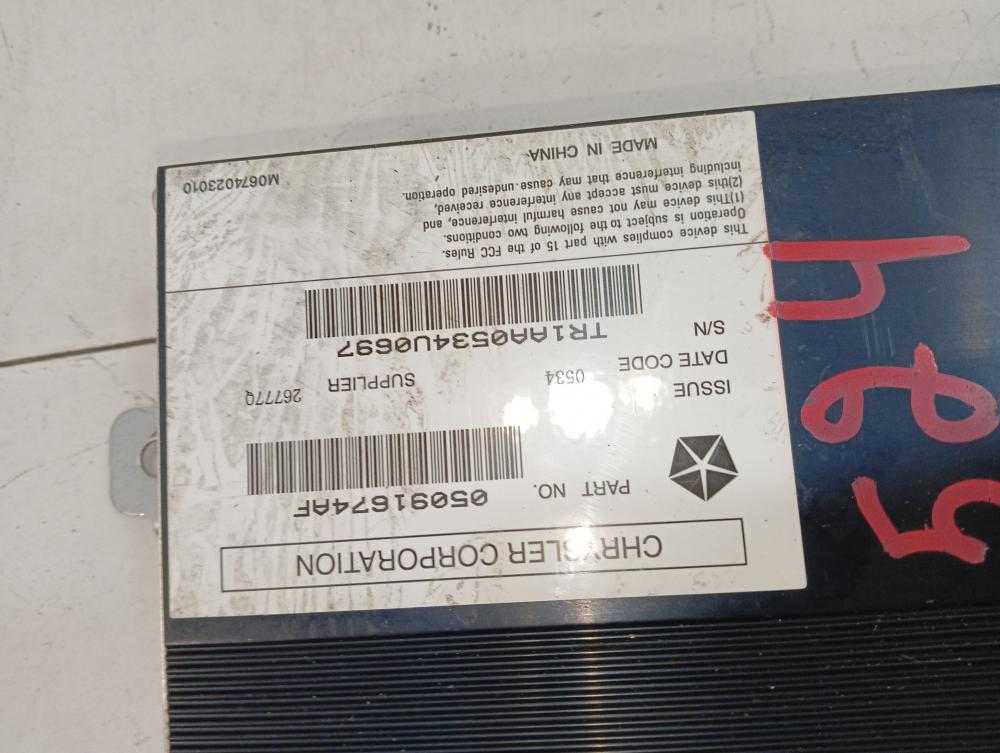 CHRYSLER CORPORATION
PART NO. 05091674AF
ISSUE
DATE CODE 0534 SUPPLIER 26777Q
S/N TR1AA0534U0697
This device complies with part 15 of the FCC Rules.
Operation is subject to the following two conditions.
(1)This device may not cause harmful interference, and,
(2)this device must accept any interference received,
including interference that may cause undesired operation.
MADE IN CHINA
M0674023010